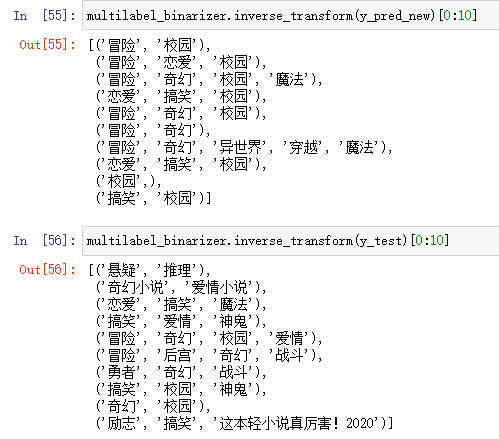 In [55]: multilabel_binarizer.inverse_transform(y_pred_new)[0:10]
Out[55]: [('冒险', '校园'),
('冒险', '恋爱', '校园'),
('冒险', '奇幻', '校园', '魔法'),
('恋爱', '搞笑', '校园'),
('冒险', '奇幻', '校园'),
('冒险', '奇幻'),
('冒险', '奇幻', '异世界', '穿越', '魔法'),
('恋爱', '搞笑', '校园'),
('校园',),
('搞笑', '校园')]
In [56]: multilabel_binarizer.inverse_transform(y_test)[0:10]
Out[56]: [('悬疑', '推理'),
('奇幻小说', '爱情小说'),
('恋爱', '搞笑', '魔法'),
('搞笑', '爱情', '神鬼'),
('冒险', '奇幻', '校园', '爱情'),
('冒险', '后宫', '奇幻', '战斗'),
('勇者', '奇幻', '战斗'),
('搞笑', '校园', '神鬼'),
('奇幻', '校园'),
('励志', '搞笑', '这本轻小说真厉害！2020')]